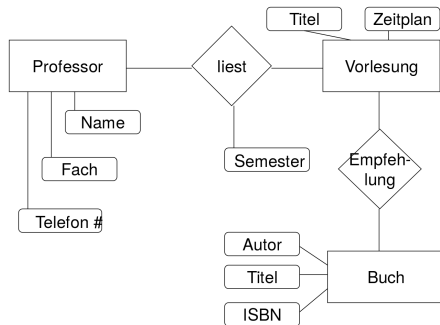 Titel
Zeitplan
Professor
liest
Vorlesung
Name
Semester
Empfeh-
lung
Fach
Telefon #
Autor
Titel
Buch
ISBN